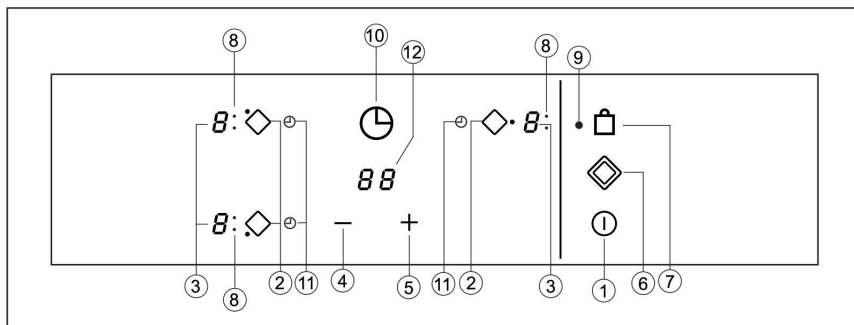 ⑧ ⑩ ⑫ ⑧ ⑨
8: 8:
88
8: − +
③ ⑧ ② ⑪ ④ ⑤ ⑪ ② ③ ① ⑥ ⑦